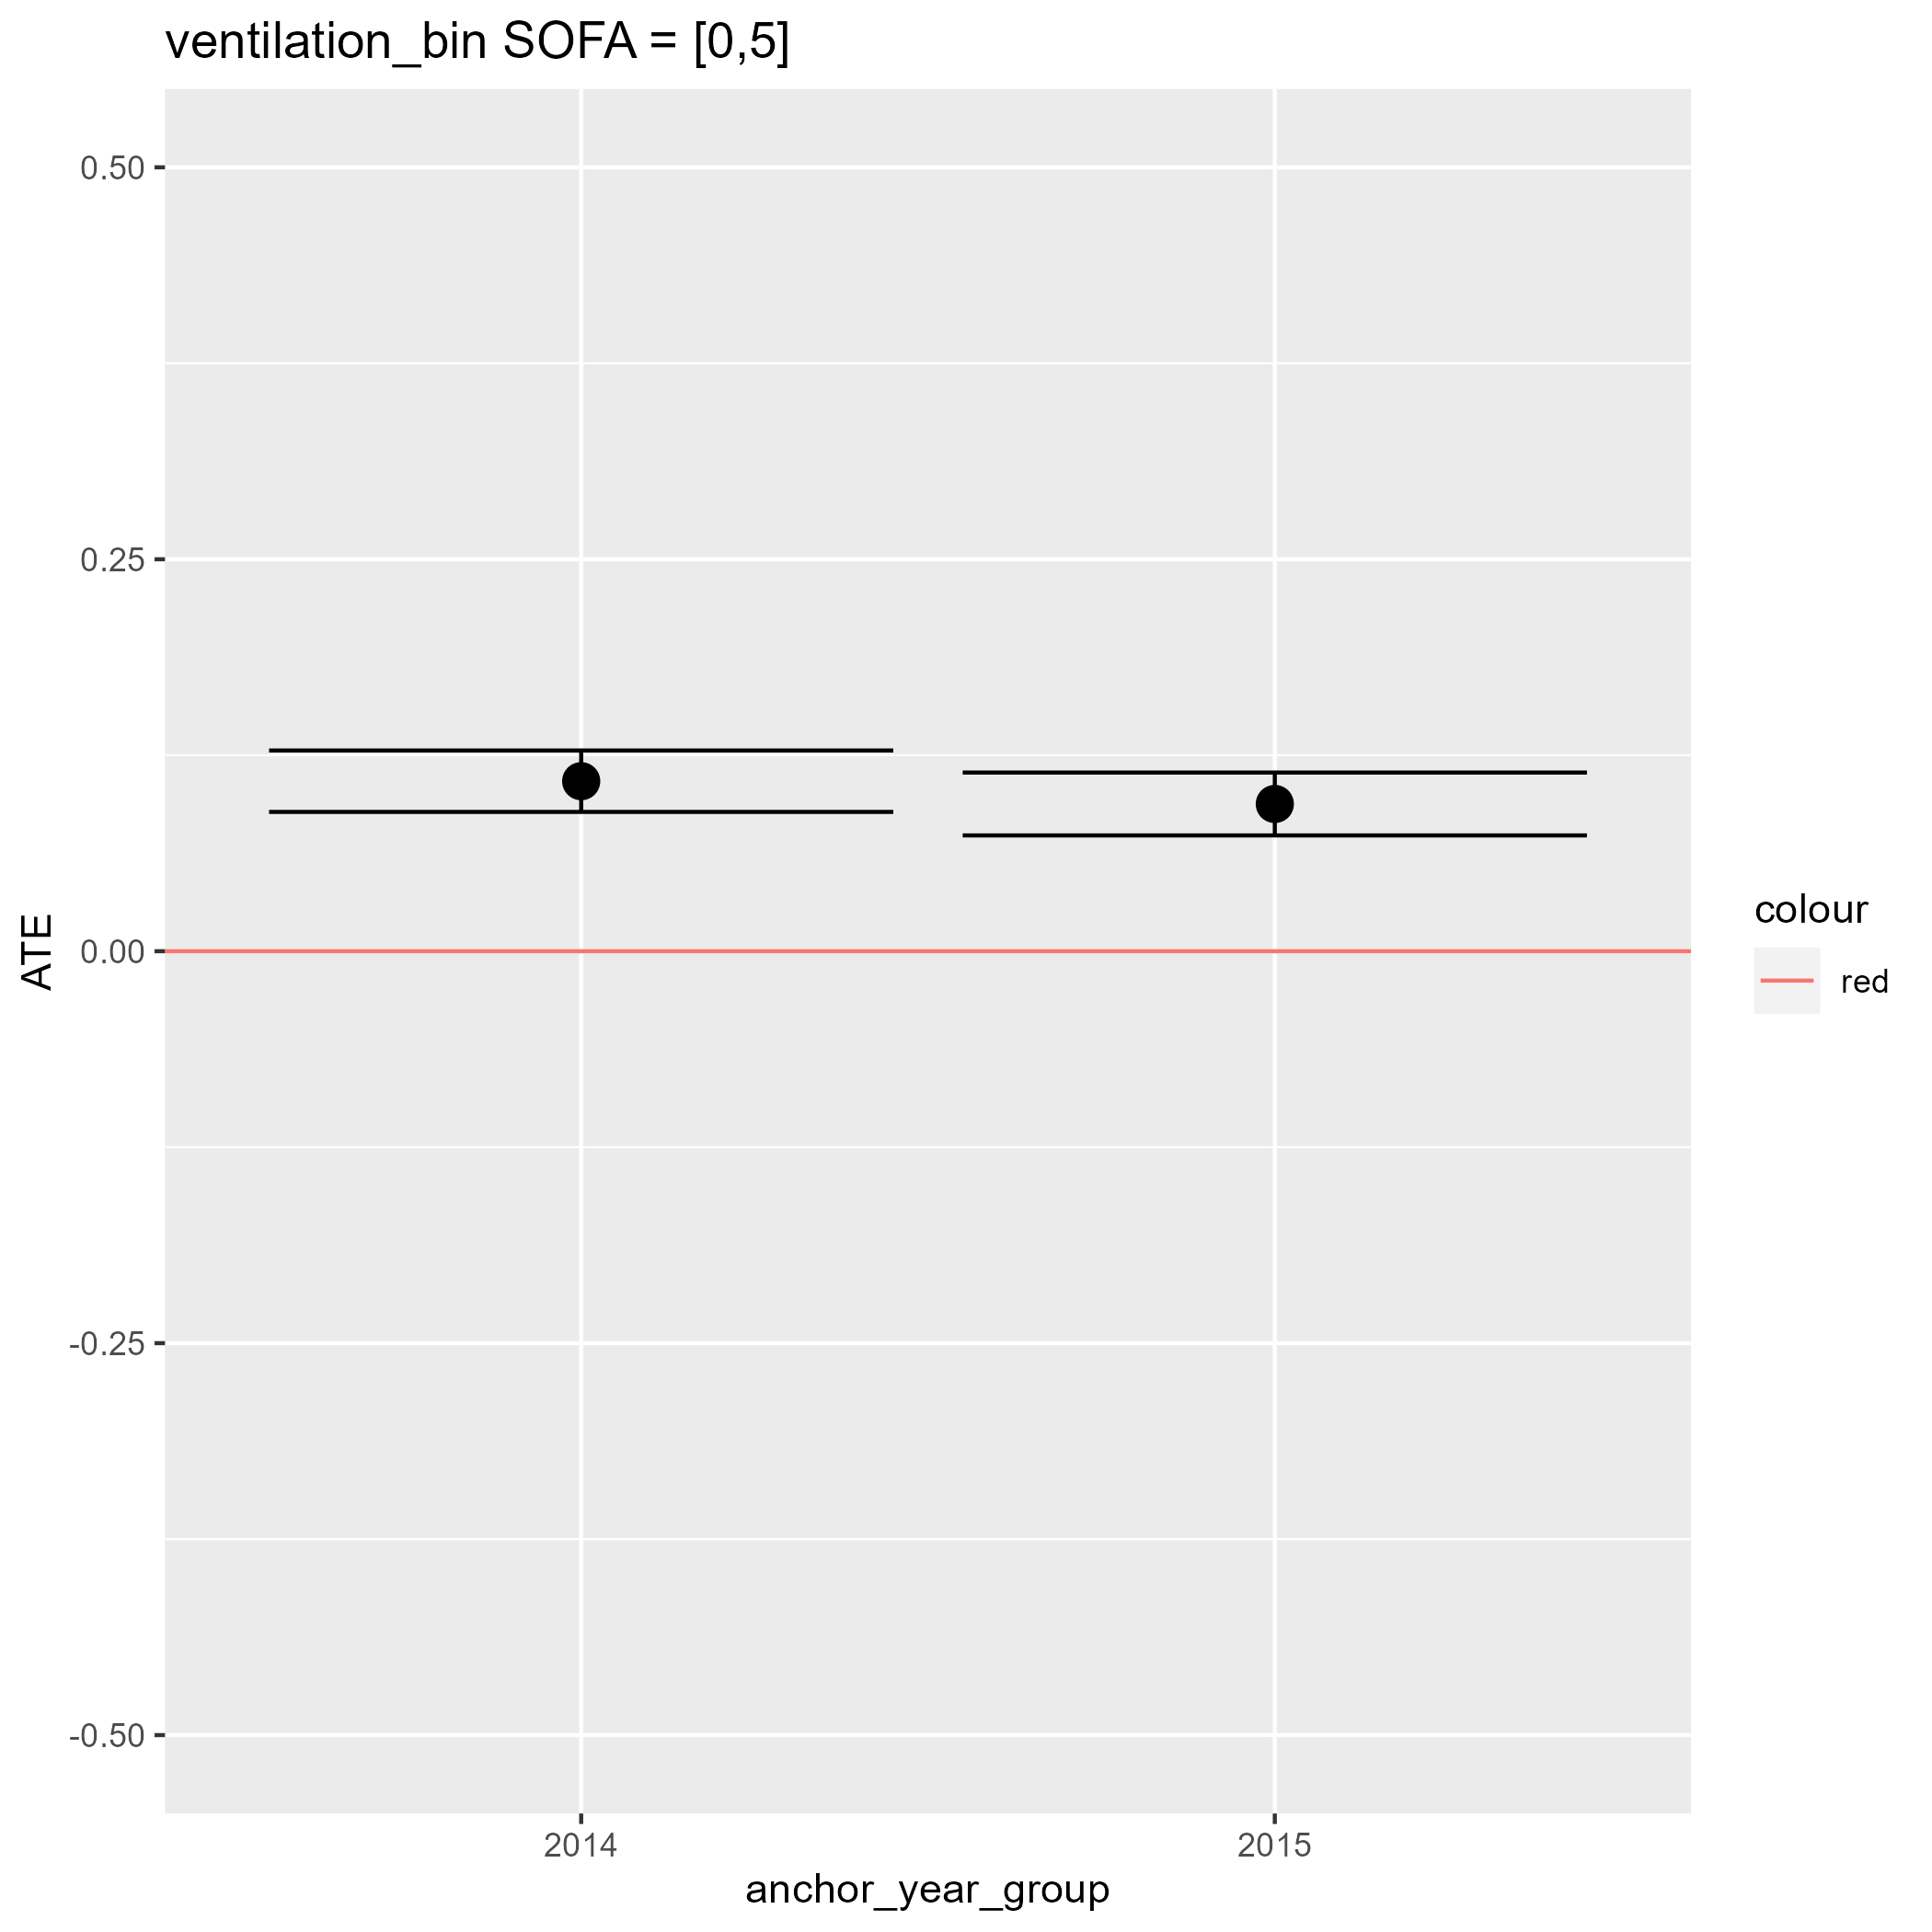 ventilation_bin SOFA = [0,5]
0.50
0.25
0.00
-0.25
-0.50
ATE
2014
2015
anchor_year_group
colour
red